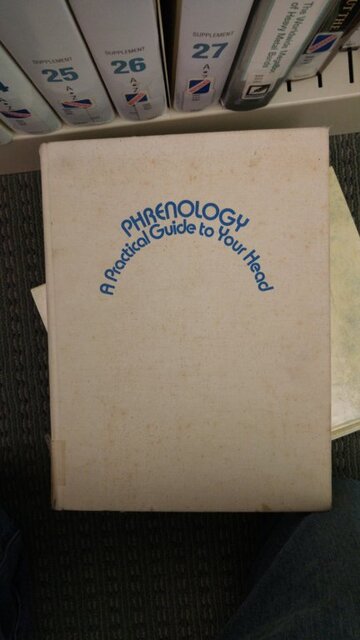 SUPPLEMENT
25
A
Z
SUPPLEMENT
26
A
Z
SUPPLEMENT
27
A
Z
PHRENOLOGY
A Practical Guide to Your Head